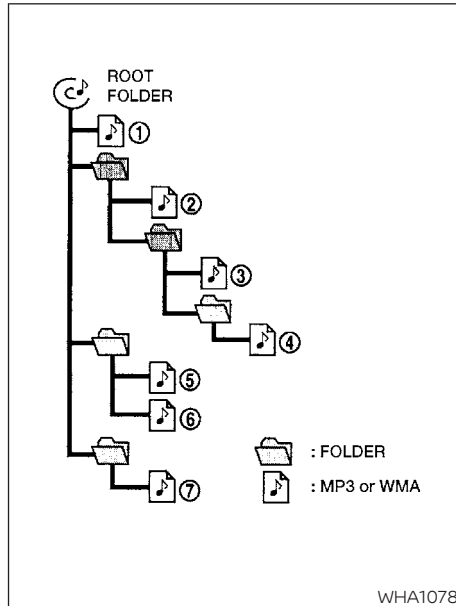 ROOT
FOLDER
①
②
③
④
⑤
⑥
⑦
: FOLDER
: MP3 or WMA
WHA1078